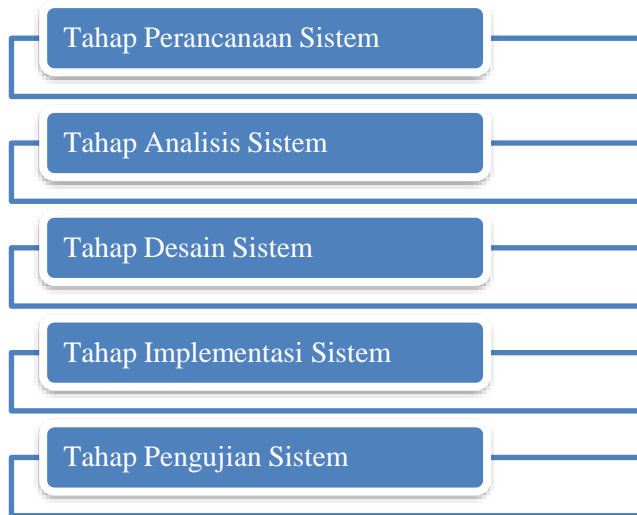 Tahap Perancanaan Sistem
Tahap Analisis Sistem
Tahap Desain Sistem
Tahap Implementasi Sistem
Tahap Pengujian Sistem